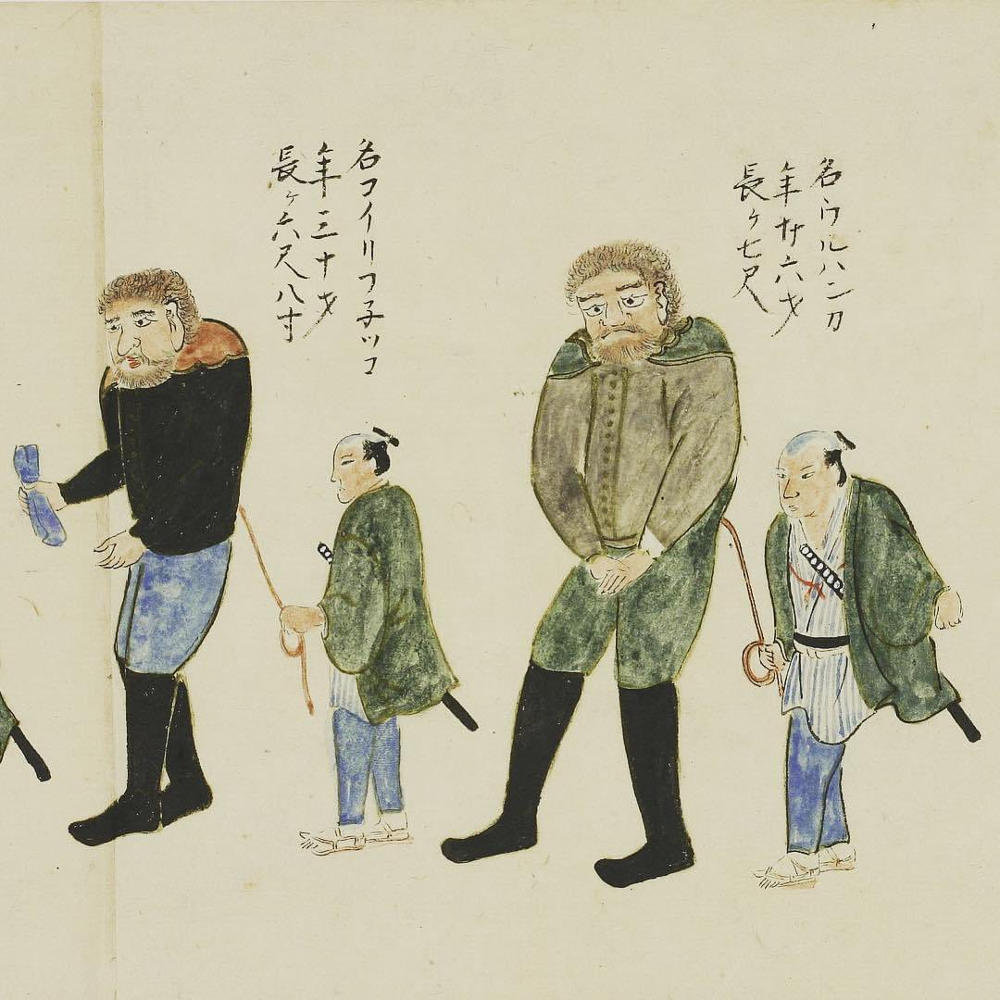 名ウルハンカ
年廿六才
長ケ七尺
名コイリフ子ツコ
年三十才
長ケ六尺八寸